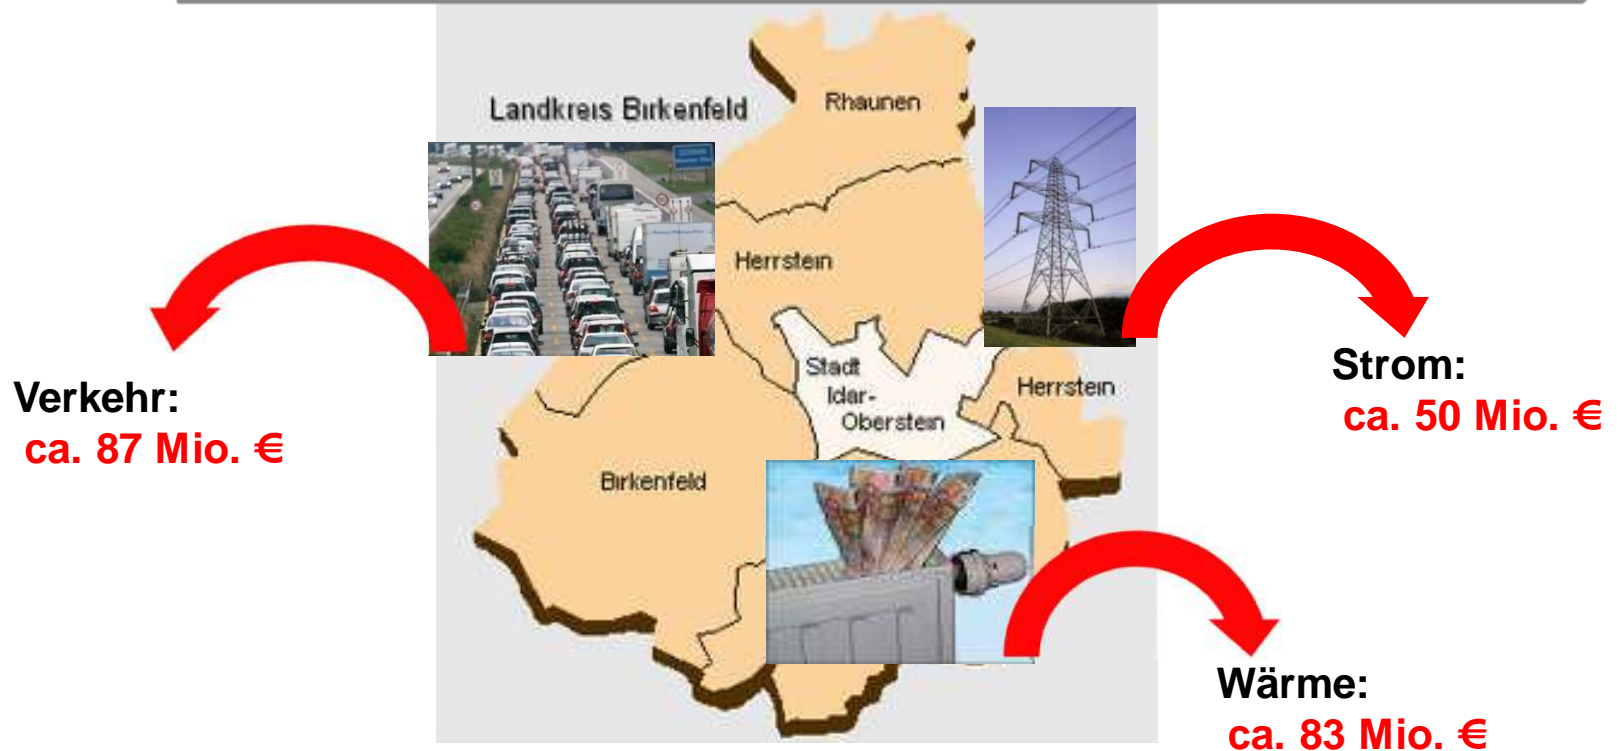 Landkreis Birkenfeld
Rhaunen
Herrstein
Stadt
Idar-
Oberstein
Herrstein
Birkenfeld
Verkehr:
ca. 87 Mio. €
Strom:
ca. 50 Mio. €
Wärme:
ca. 83 Mio. €